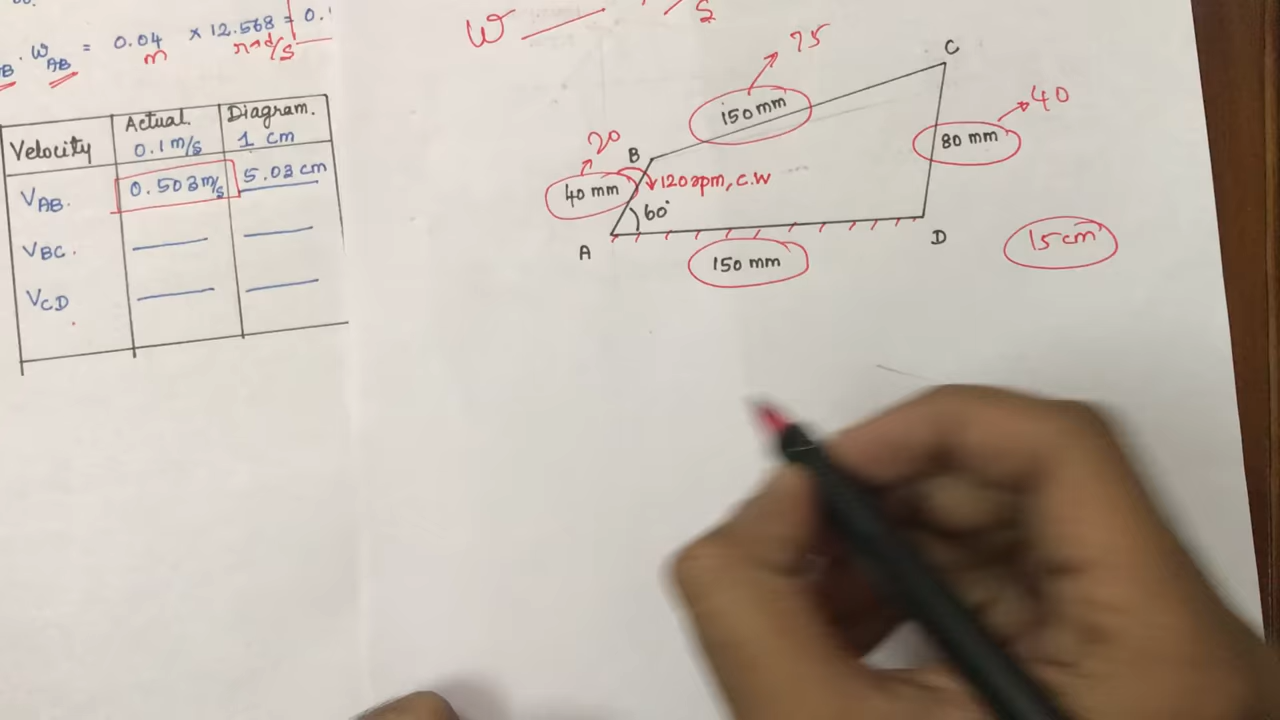 AB . ωAB = 0.04 × 12.568 = 0.1
m rad/s
Velocity Actual. Diagram.
0.1 m/s 1 cm
VAB. 0.503 m/s 5.03 cm
VBC.
VCD
ω
s
75
C
150 mm
40
80 mm
20
B
40 mm
120 rpm, C.W
60°
A
D
150 mm
15 cm